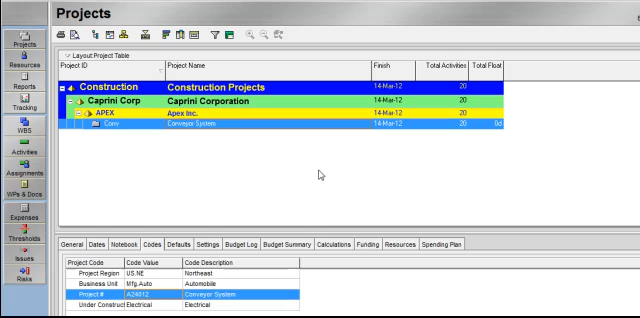 Projects
Projects
Resources
Reports
Tracking
WBS
Activities
Assignments
WPs & Docs
Expenses
Thresholds
Issues
Risks
Layout:Project Table
Project ID Project Name Finish Total Activities Total Float
Construction Construction Projects 14-Mar-12 20
Caprini Corp Caprini Corporation 14-Mar-12 20
APEX Apex Inc. 14-Mar-12 20
Conv Conveyor System 14-Mar-12 20 0d
General Dates Notebook Codes Defaults Settings Budget Log Budget Summary Calculations Funding Resources Spending Plan
Project Code Code Value Code Description
Project Region US.NE Northeast
Business Unit Mfg.Auto Automobile
Project # A24012 Conveyor System
Under Construct Electrical Electrical